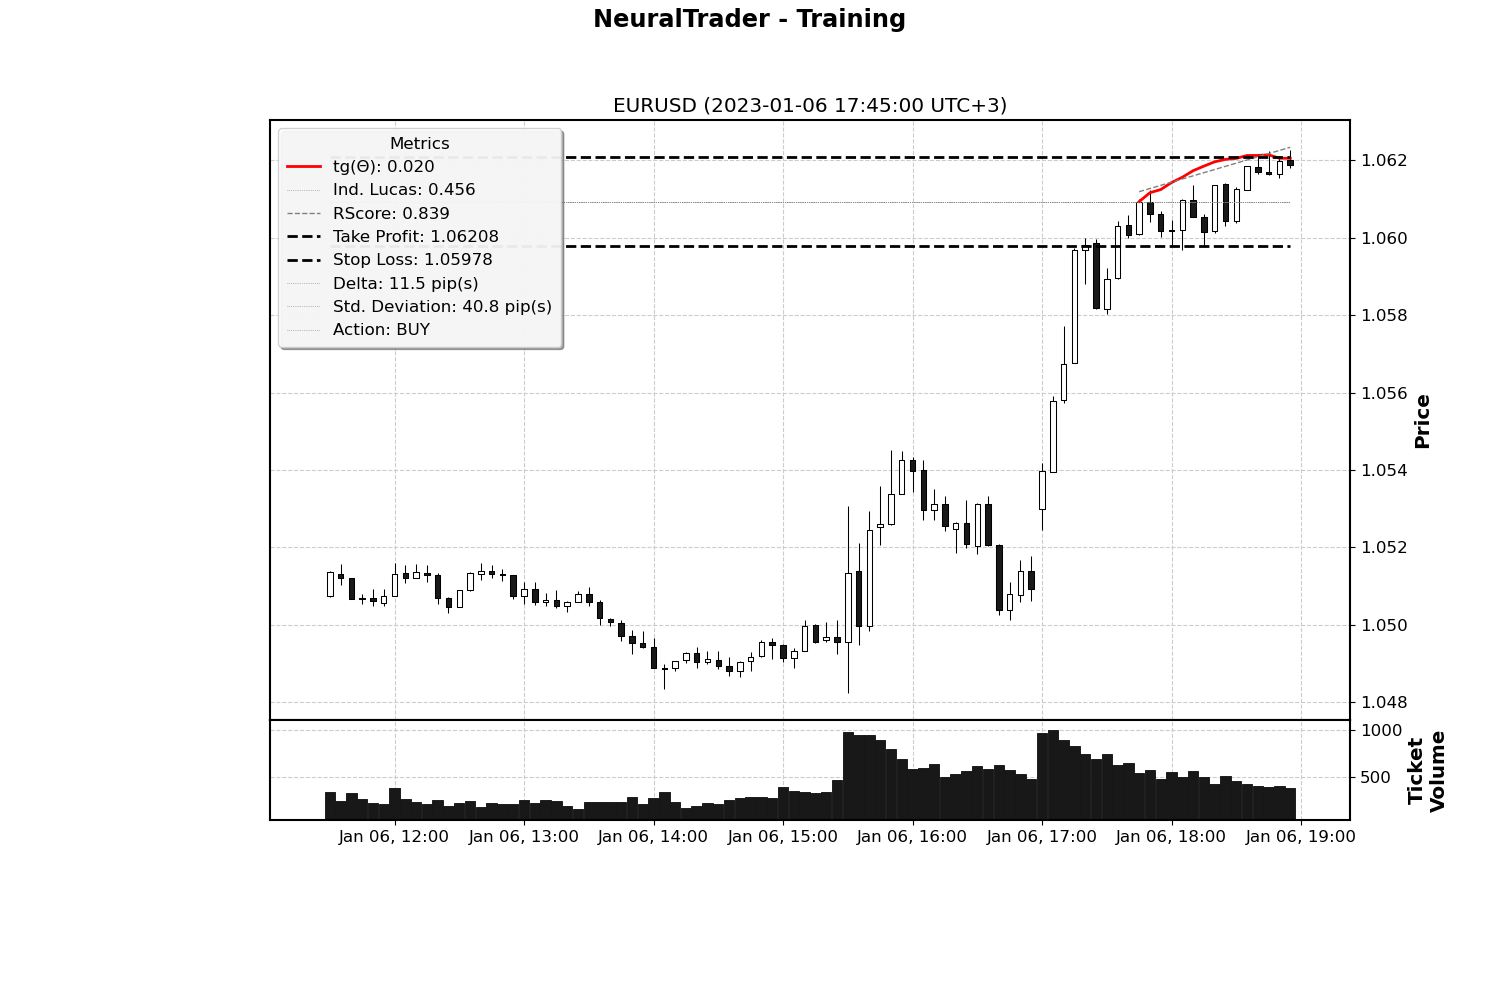 NeuralTrader - Training
EURUSD (2023-01-06 17:45:00 UTC+3)
Metrics
tg(Θ): 0.020
Ind. Lucas: 0.456
RScore: 0.839
Take Profit: 1.06208
Stop Loss: 1.05978
Delta: 11.5 pip(s)
Std. Deviation: 40.8 pip(s)
Action: BUY
1.062
1.060
1.058
1.056
1.054
1.052
1.050
1.048
Price
1000
500
Ticket
Volume
Jan 06, 12:00 Jan 06, 13:00 Jan 06, 14:00 Jan 06, 15:00 Jan 06, 16:00 Jan 06, 17:00 Jan 06, 18:00 Jan 06, 19:00